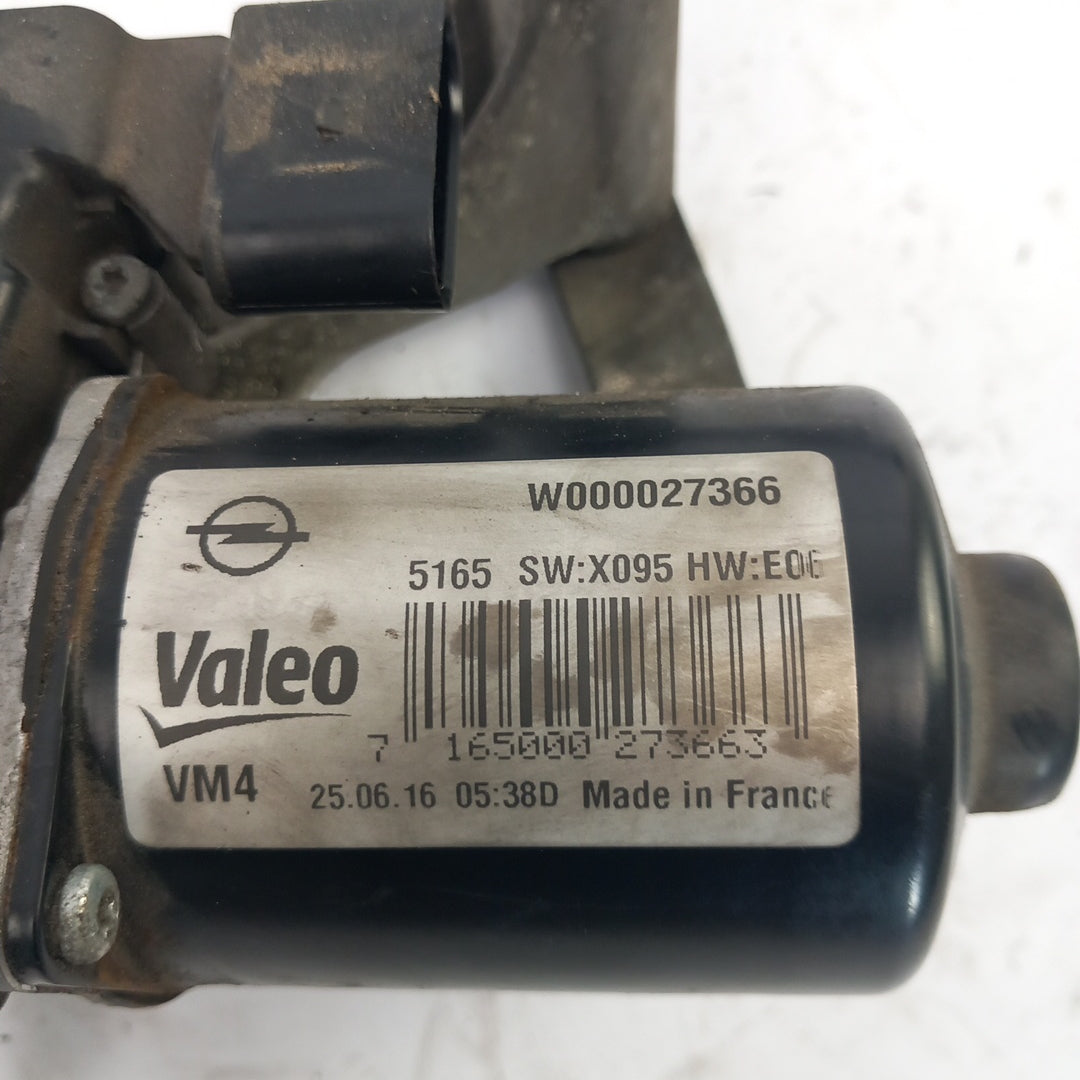 W000027366
5165 SW:X095 HW:E06
Valeo
7 165000 273663
VM4 25.06.16 05:38D Made in France